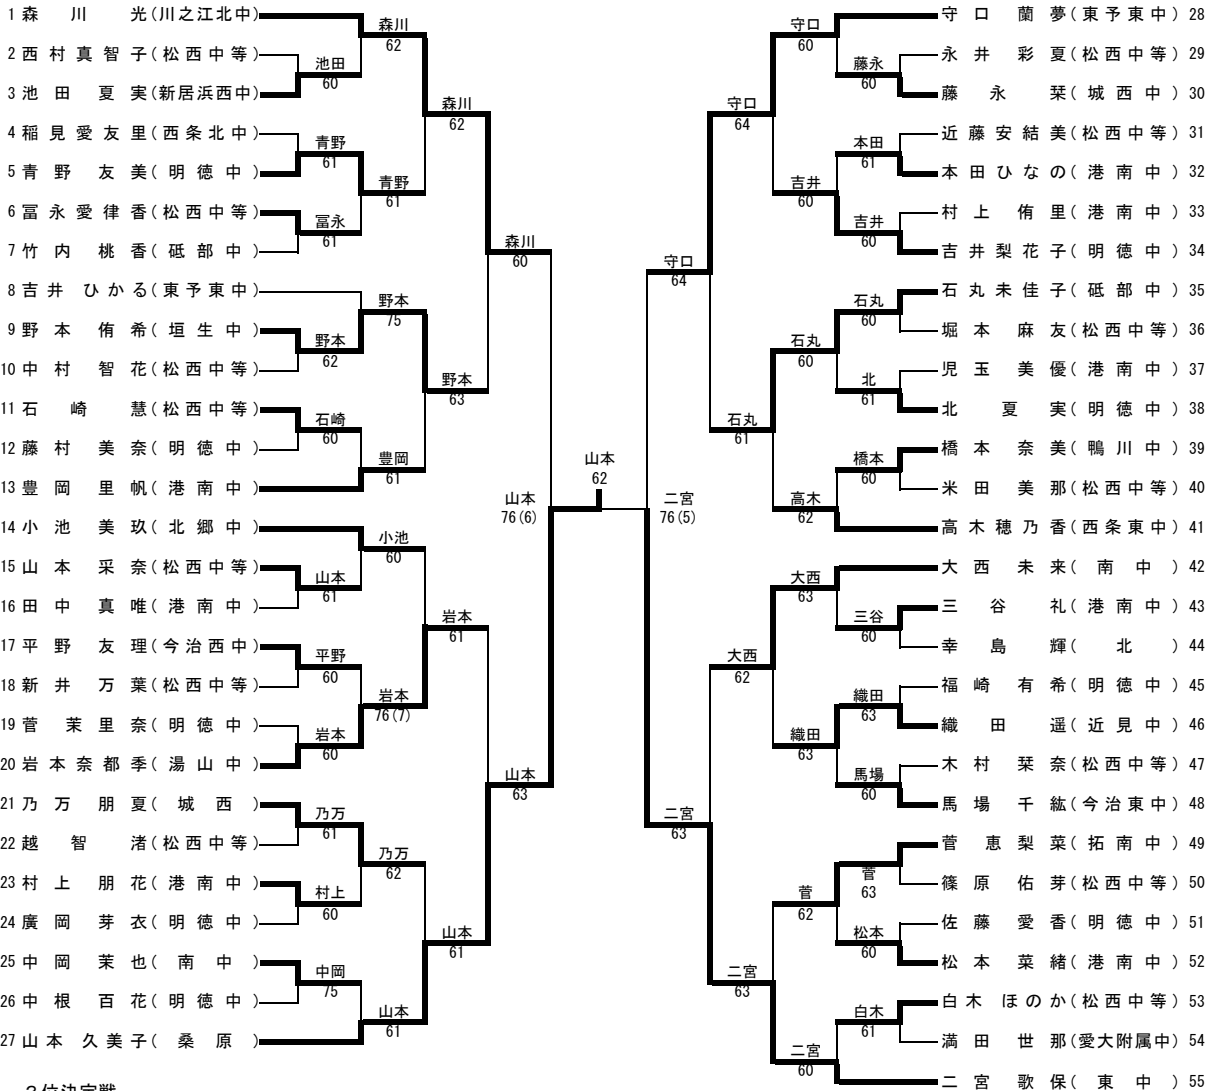 1 森川光(川之江北中)
2 西村真智子(松西中等)
3 池田夏実(新居浜西中)
4 稲見愛友里(西条北中)
5 青野友美(明徳中)
6 冨永愛律香(松西中等)
7 竹内桃香(砥部中)
8 吉井ひかる(東予東中)
9 野本侑希(垣生中)
10 中村智花(松西中等)
11 石崎慧(松西中等)
12 藤村美奈(明徳中)
13 豊岡里帆(港南中)
14 小池美玖(北郷中)
15 山本采奈(松西中等)
16 田中真唯(港南中)
17 平野友理(今治西中)
18 新井万葉(松西中等)
19 菅茉里奈(明徳中)
20 岩本奈都季(湯山中)
21 乃万朋夏(城西)
22 越智渚(松西中等)
23 村上朋花(港南中)
24 廣岡芽衣(明徳中)
25 中岡茉也(南中)
26 中根百花(明徳中)
27 山本久美子(桑原)
池田
60
青野
61
冨永
61
野本
62
石崎
60
山本
61
平野
60
岩本
60
乃万
61
村上
60
中岡
75
森川
62
青野
61
野本
75
豊岡
61
小池
60
岩本
76(7)
乃万
62
山本
61
森川
62
野本
63
岩本
61
山本
61
森川
60
山本
63
山本
76(6)
山本
62
二宮
76(5)
守口
64
二宮
63
守口
64
石丸
61
大西
62
二宮
63
守口
60
吉井
60
石丸
60
高木
62
大西
63
織田
63
菅
62
二宮
60
藤永
60
本田
61
吉井
60
石丸
60
北
61
橋本
60
三谷
60
織田
63
馬場
60
菅
63
松本
60
白木
61
守口蘭夢(東予東中) 28
永井彩夏(松西中等) 29
藤永栞(城西中) 30
近藤安結美(松西中等) 31
本田ひなの(港南中) 32
村上侑里(港南中) 33
吉井梨花子(明徳中) 34
石丸未佳子(砥部中) 35
堀本麻友(松西中等) 36
児玉美優(港南中) 37
北夏実(明徳中) 38
橋本奈美(鴨川中) 39
米田美那(松西中等) 40
高木穂乃香(西条東中) 41
大西未来(南中) 42
三谷礼(港南中) 43
幸島輝(北) 44
福崎有希(明徳中) 45
織田遥(近見中) 46
木村栞奈(松西中等) 47
馬場千紘(今治東中) 48
菅恵梨菜(拓南中) 49
篠原佑芽(松西中等) 50
佐藤愛香(明徳中) 51
松本菜緒(港南中) 52
白木ほのか(松西中等) 53
満田世那(愛大附属中) 54
二宮歌保(東中) 55